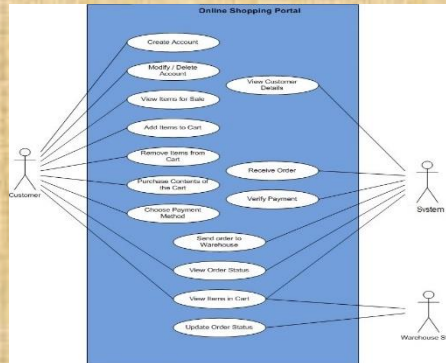 Online Shopping Portal
Create Account
Modify / Delete
Account
View Customer
Details
View Items for Sale
Add Items to Cart
Remove Items from
Cart
Receive Order
Purchase Contents of
the Cart
Verify Payment
Choose Payment
Method
Send order to
Warehouse
View Order Status
View Items in Cart
Update Order Status
Customer
System
Warehouse S